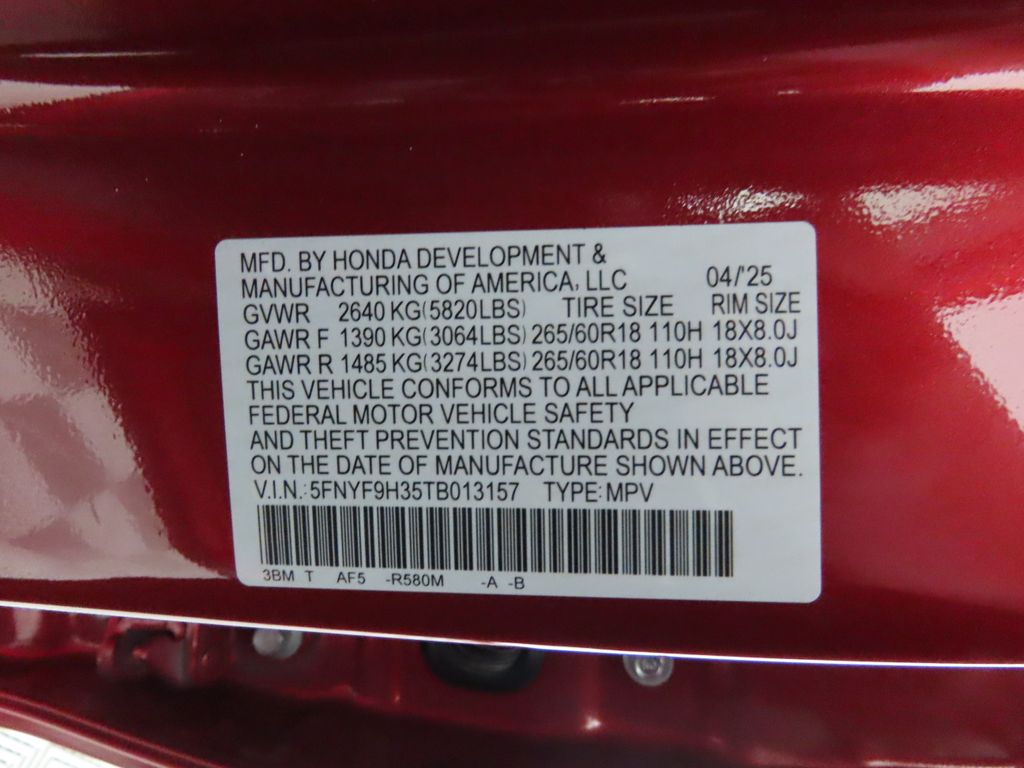 MFD. BY HONDA DEVELOPMENT &
MANUFACTURING OF AMERICA, LLC 04/'25
GVWR 2640 KG(5820LBS) TIRE SIZE RIM SIZE
GAWR F 1390 KG(3064LBS) 265/60R18 110H 18X8.0J
GAWR R 1485 KG(3274LBS) 265/60R18 110H 18X8.0J
THIS VEHICLE CONFORMS TO ALL APPLICABLE
FEDERAL MOTOR VEHICLE SAFETY
AND THEFT PREVENTION STANDARDS IN EFFECT
ON THE DATE OF MANUFACTURE SHOWN ABOVE.
V.I.N.: 5FNYF9H35TB013157 TYPE: MPV
3BM T AF5 -R580M -A -B